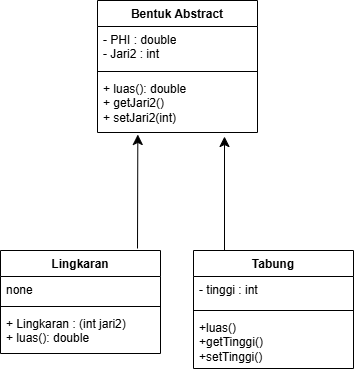 Bentuk Abstract
- PHI : double
- Jari2 : int
+ luas(): double
+ getJari2()
+ setJari2(int)
Lingkaran
none
+ Lingkaran : (int jari2)
+ luas(): double
Tabung
- tinggi : int
+luas()
+getTinggi()
+setTinggi()